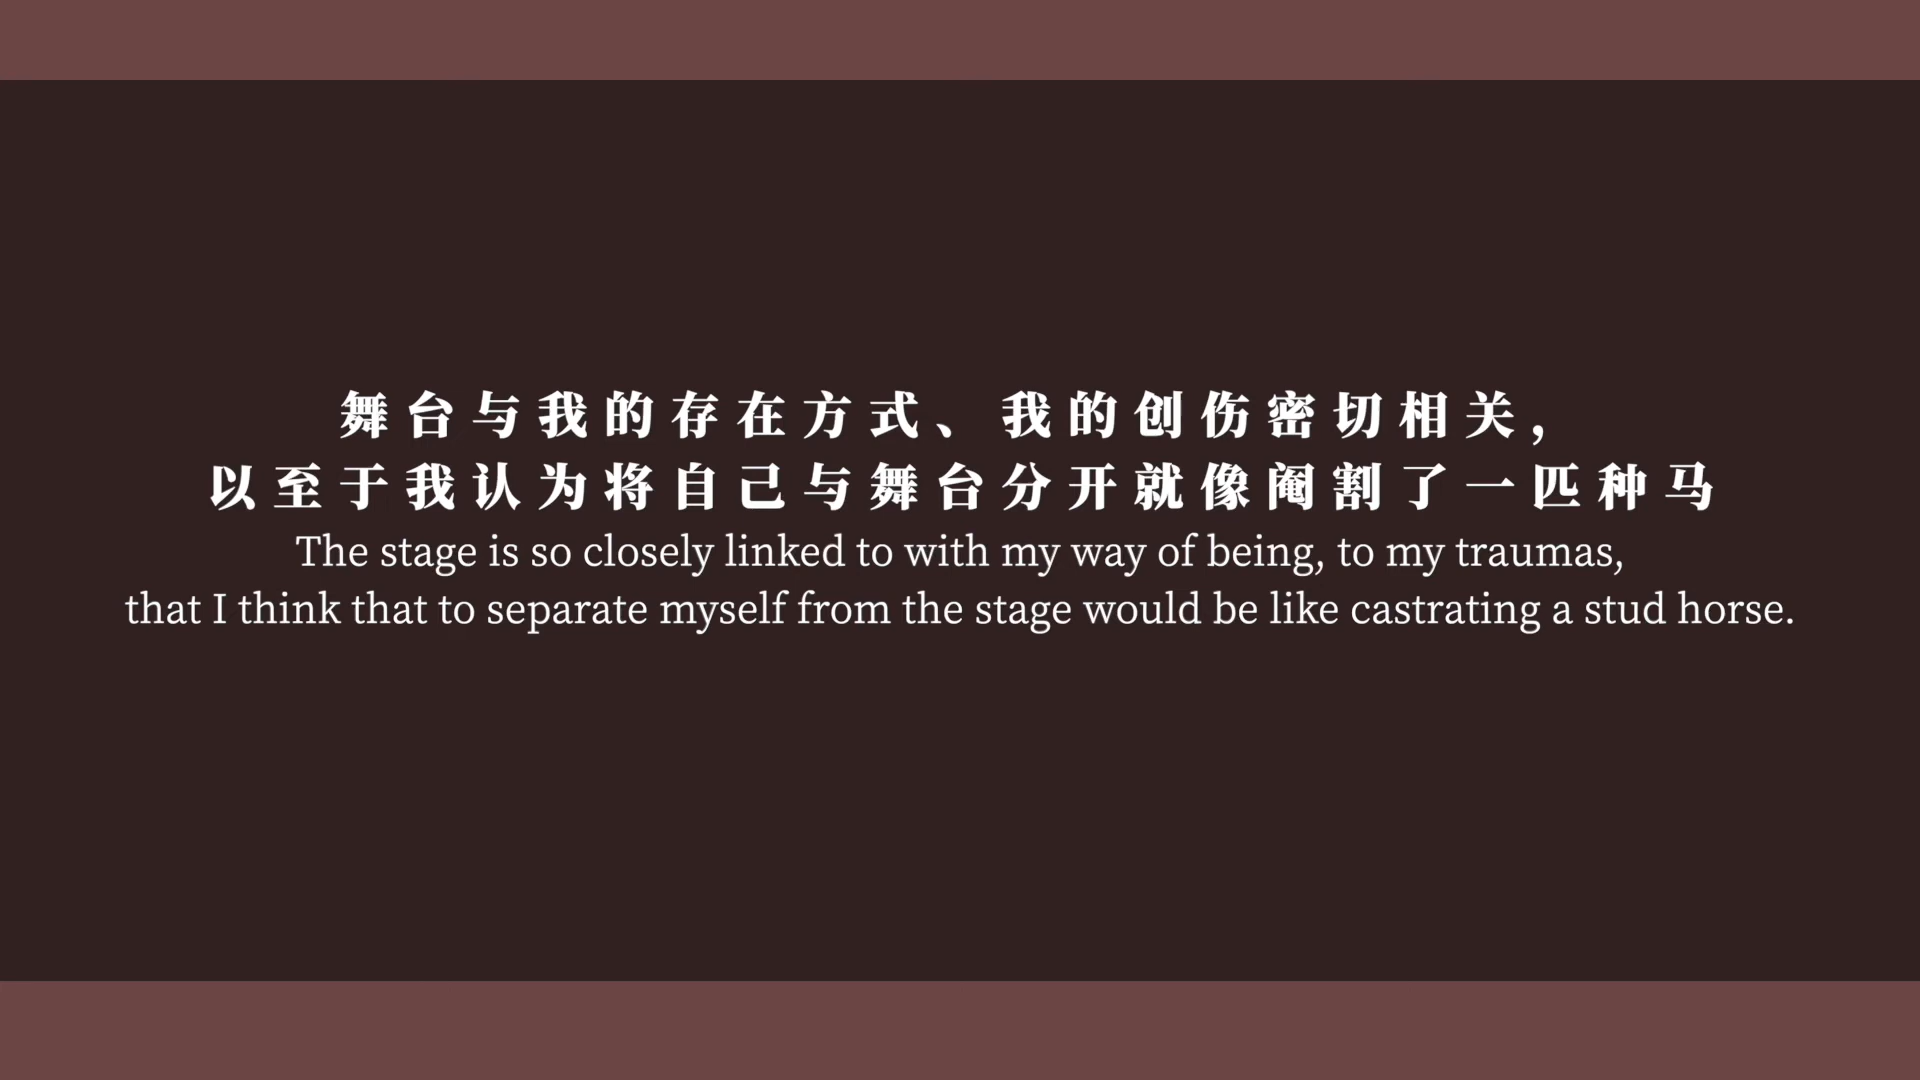 舞台与我的存在方式、我的创伤密切相关，
以至于我认为将自己与舞台分开就像阉割了一匹种马
The stage is so closely linked to with my way of being, to my traumas,
that I think that to separate myself from the stage would be like castrating a stud horse.